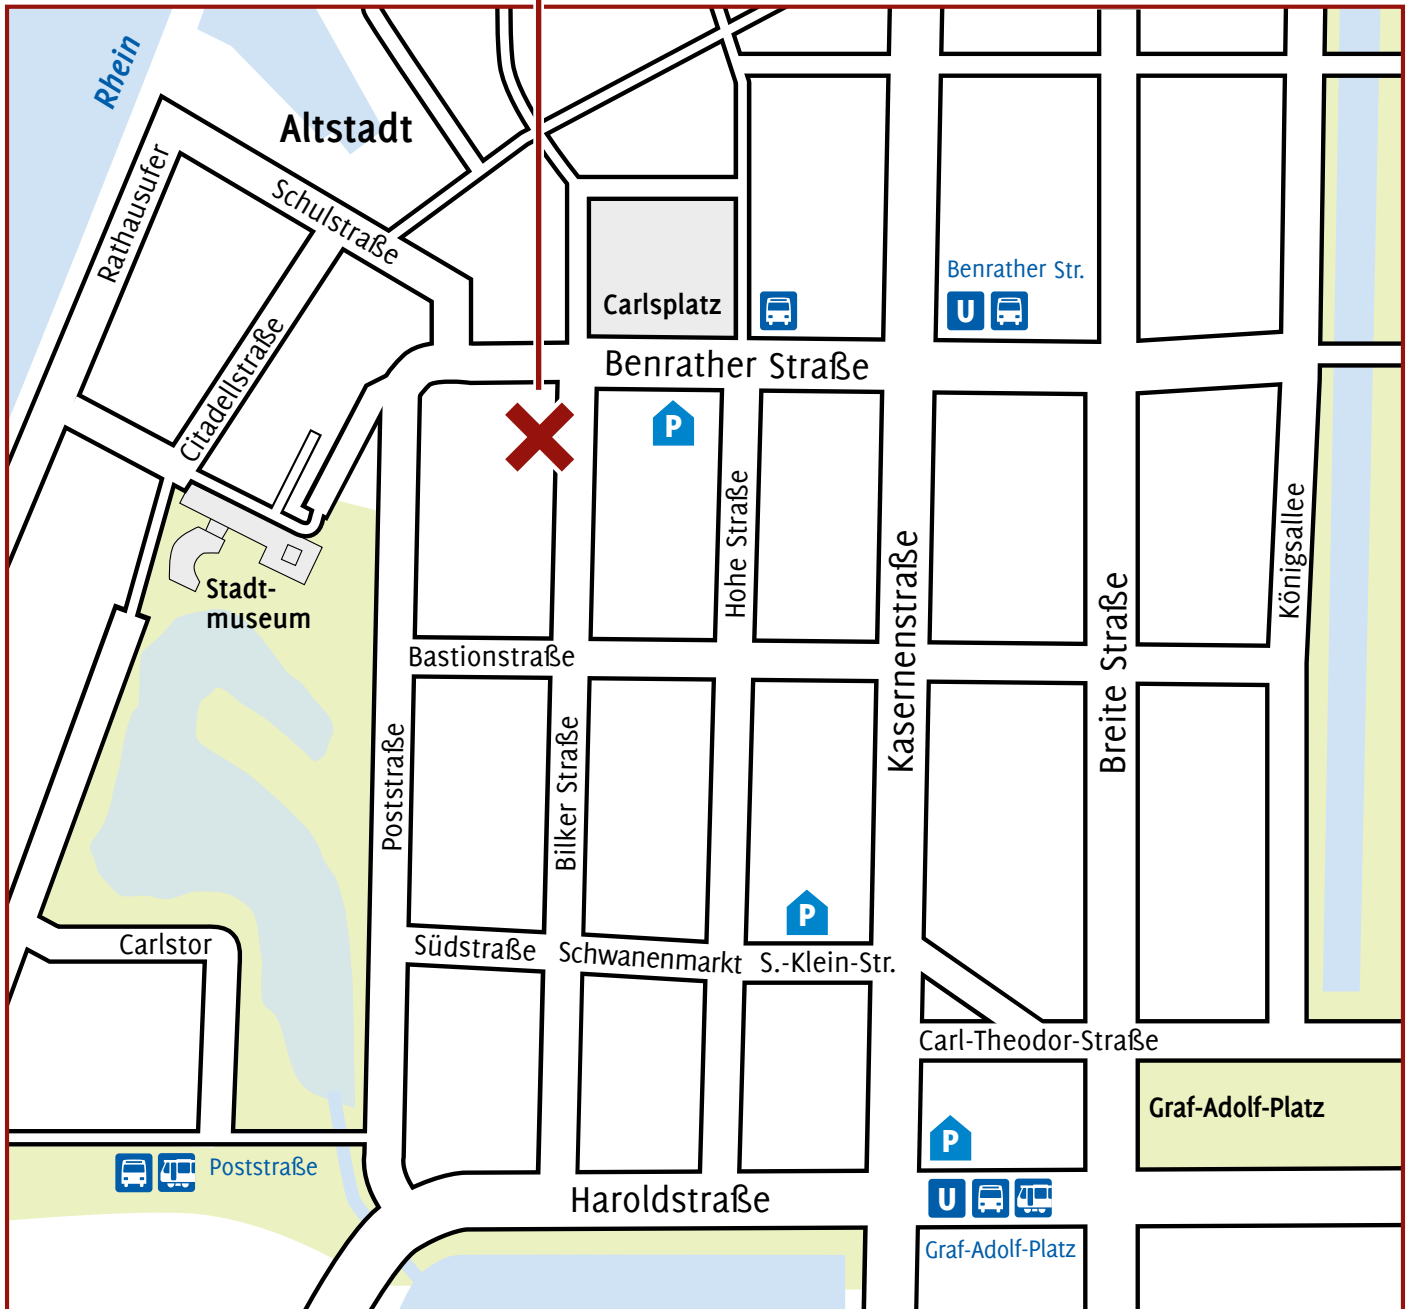 Rhein
Altstadt
Rathausufer
Schulstraße
Citadellstraße
Carlsplatz
Benrather Str.
U
Benrather Straße
P
Hohe Straße
Königsallee
Stadt-
museum
Kasernenstraße
Breite Straße
Bastionstraße
Poststraße
Bilker Straße
P
Carlstor
Südstraße
Schwanenmarkt
S.-Klein-Str.
Carl-Theodor-Straße
Graf-Adolf-Platz
P
Poststraße
Haroldstraße
U
Graf-Adolf-Platz